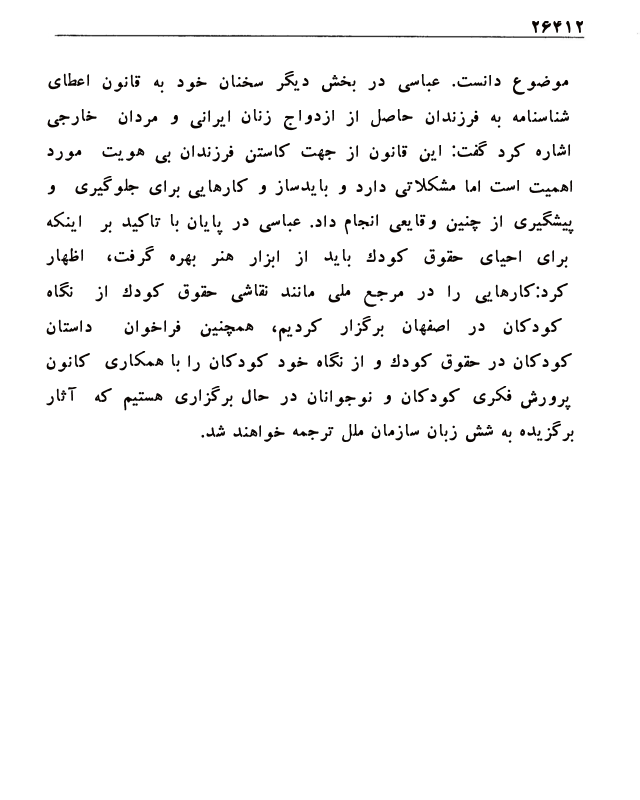 ۲۶۴۱۲
موضوع دانست. عباسی در بخش دیگر سخنان خود به قانون اعطای
شناسنامه به فرزندان حاصل از ازدواج زنان ایرانی و مردان خارجی
اشاره کرد گفت: این قانون از جهت کاستن فرزندان بی هویت مورد
اهمیت است اما مشکلاتی دارد و بایدساز و کارهایی برای جلوگیری و
پیشگیری از چنین وقایعی انجام داد. عباسی در پایان با تاکید بر اینکه
برای احیای حقوق کودك باید از ابزار هنر بهره گرفت، اظهار
کرد:کارهایی را در مرجع ملی مانند نقاشی حقوق کودك از نگاه
کودکان در اصفهان برگزار کردیم، همچنین فراخوان داستان
کودکان در حقوق کودك و از نگاه خود کودکان را با همکاری کانون
پرورش فکری کودکان و نوجوانان در حال برگزاری هستیم که آثار
برگزیده به شش زبان سازمان ملل ترجمه خواهند شد.